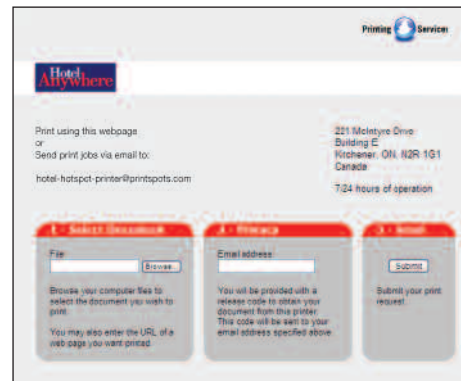 Printing Services
Hotel
Anywhere
Print using this webpage
or
Send print jobs via email to:
hotel-hotspot-printer@printspots.com
221 McIntyre Drive
Building E
Kitchener, ON, N2R 1G1
Canada
7/24 hours of operation
1 - Select Document
File:
Browse...
Browse your computer files to
select the document you wish to
print.
You may also enter the URL of a
web page you want printed.
2 - Privacy
Email address:
You will be provided with a
release code to obtain your
document from this printer.
This code will be sent to your
email address specified above.
Submit
Submit your print
request.